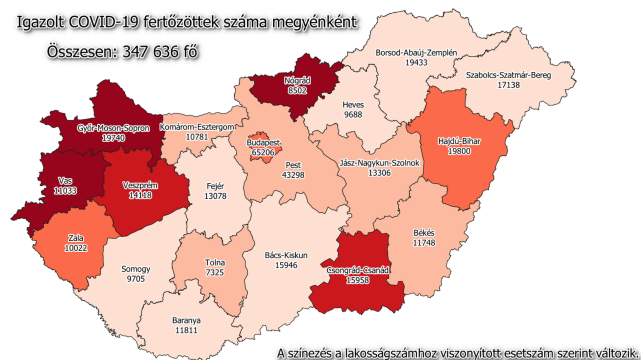 Igazolt COVID-19 fertőzöttek száma megyénként
Összesen: 347 636 fő
Borsod-Abaúj-Zemplén
19433
Szabolcs-Szatmár-Bereg
17138
Nógrád
8502
Heves
9688
Győr-Moson-Sopron
19740
Komárom-Esztergom
10781
Budapest
65206
Hajdú-Bihar
19800
Pest
43298
Jász-Nagykun-Szolnok
13306
Vas
11033
Veszprém
14118
Fejér
13078
Zala
10022
Békés
11748
Somogy
9705
Tolna
7325
Bács-Kiskun
15946
Csongrád-Csanád
15958
Baranya
11811
A színezés a lakosságszámhoz viszonyított esetszám szerint változik.